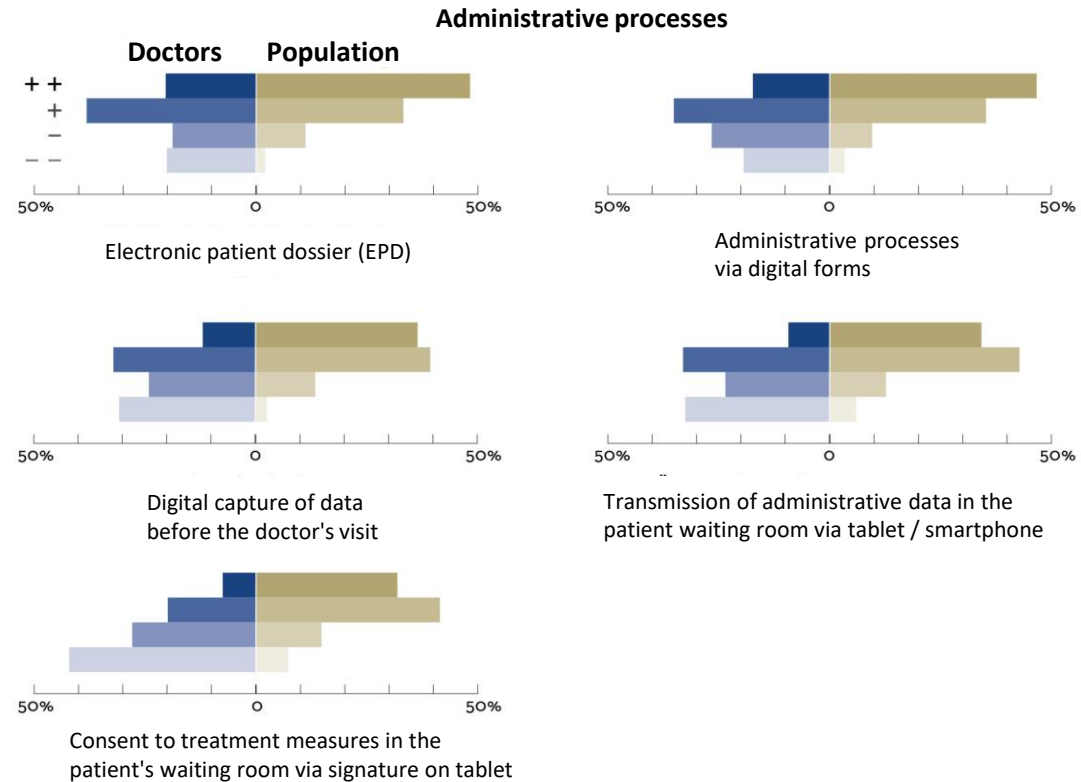 Administrative processes
Doctors Population
+ +
+
−
− −
50% 0 50%
50% 0 50%
Electronic patient dossier (EPD)
Administrative processes
via digital forms
50% 0 50%
50% 0 50%
Digital capture of data
before the doctor's visit
Transmission of administrative data in the
patient waiting room via tablet / smartphone
50% 0 50%
Consent to treatment measures in the
patient's waiting room via signature on tablet